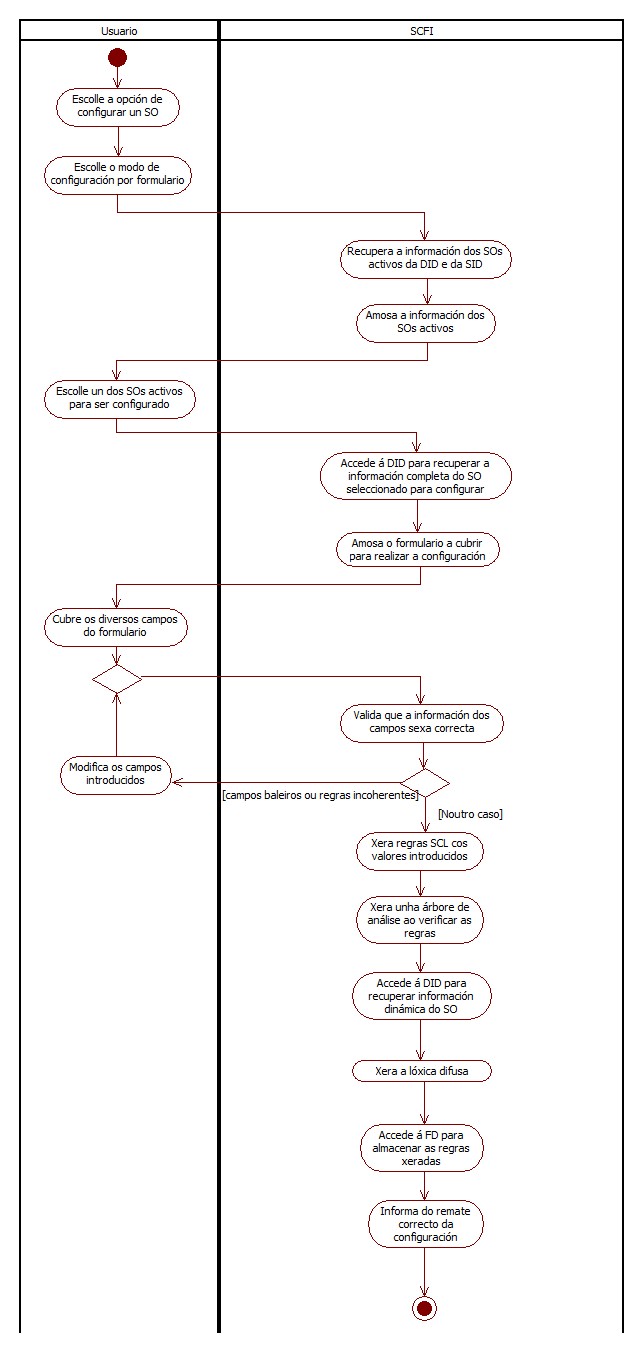 Usuario
SCFI
Escolle a opción de
configurar un SO
Escolle o modo de
configuración por formulario
Recupera a información dos SOs
activos da DID e da SID
Amosa a información dos
SOs activos
Escolle un dos SOs activos
para ser configurado
Accede á DID para recuperar a
información completa do SO
seleccionado para configurar
Amosa o formulario a cubrir
para realizar a configuración
Cubre os diversos campos
do formulario
Valida que a información dos
campos sexa correcta
Modifica os campos
introducidos
[campos baleiros ou regras incoherentes]
[Noutro caso]
Xera regras SCL cos
valores introducidos
Xera unha árbore de
análise ao verificar as
regras
Accede á DID para
recuperar información
dinámica do SO
Xera a lóxica difusa
Accede á FD para
almacenar as regras
xeradas
Informa do remate
correcto da
configuración